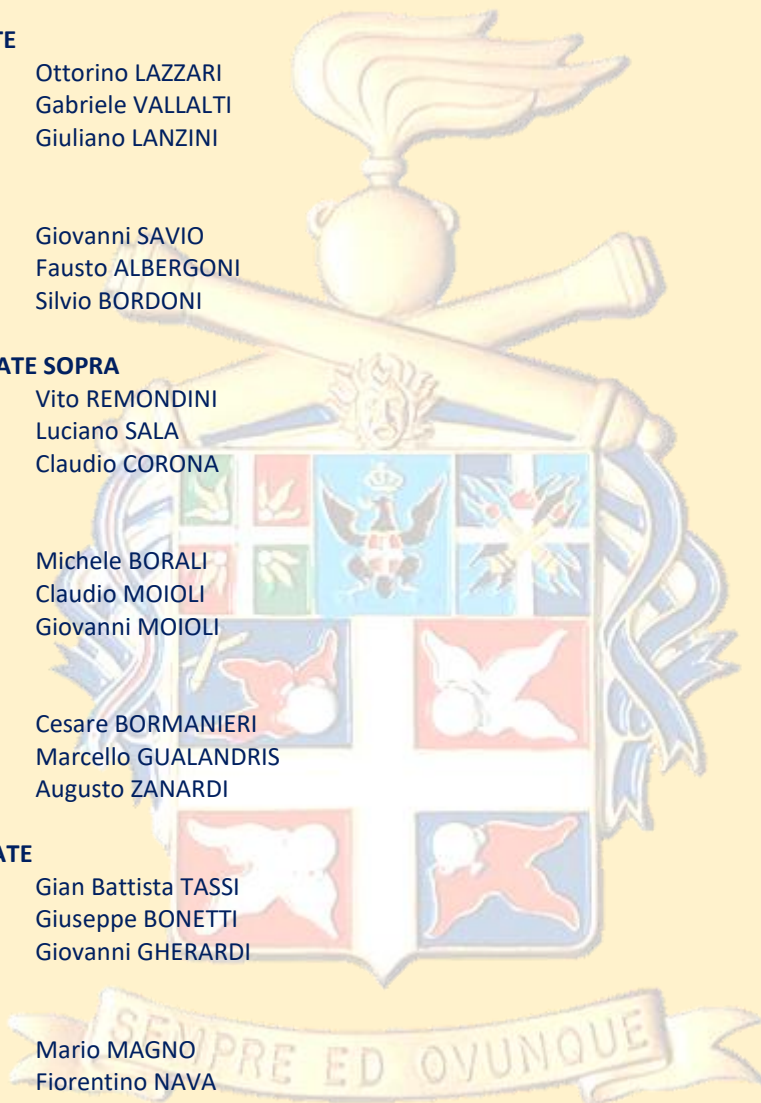 TE
Ottorino LAZZARI
Gabriele VALLALTI
Giuliano LANZINI
Giovanni SAVIO
Fausto ALBERGONI
Silvio BORDONI
ATE SOPRA
Vito REMONDINI
Luciano SALA
Claudio CORONA
Michele BORALI
Claudio MOIOLI
Giovanni MOIOLI
Cesare BORMANIERI
Marcello GUALANDRIS
Augusto ZANARDI
ATE
Gian Battista TASSI
Giuseppe BONETTI
Giovanni GHERARDI
SEMPRE ED OVUNQUE
Mario MAGNO
Fiorentino NAVA